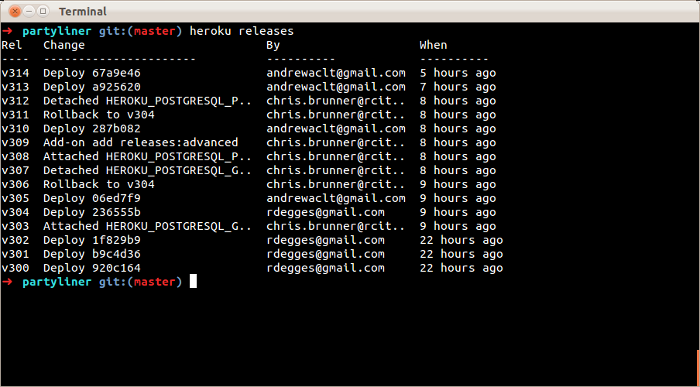 Terminal
➜ partyliner git:(master) heroku releases
Rel Change By When
---- ---------------------- ---------- ----------
v314 Deploy 67a9e46 andrewaclt@gmail.com 5 hours ago
v313 Deploy a925620 andrewaclt@gmail.com 7 hours ago
v312 Detached HEROKU_POSTGRESQL_P.. chris.brunner@rcit.. 8 hours ago
v311 Rollback to v304 chris.brunner@rcit.. 8 hours ago
v310 Deploy 287b082 andrewaclt@gmail.com 8 hours ago
v309 Add-on add releases:advanced chris.brunner@rcit.. 8 hours ago
v308 Attached HEROKU_POSTGRESQL_P.. chris.brunner@rcit.. 8 hours ago
v307 Detached HEROKU_POSTGRESQL_G.. chris.brunner@rcit.. 8 hours ago
v306 Rollback to v304 chris.brunner@rcit.. 9 hours ago
v305 Deploy 06ed7f9 andrewaclt@gmail.com 9 hours ago
v304 Deploy 236555b rdegges@gmail.com 9 hours ago
v303 Attached HEROKU_POSTGRESQL_G.. chris.brunner@rcit.. 9 hours ago
v302 Deploy 1f829b9 rdegges@gmail.com 22 hours ago
v301 Deploy b9c4d36 rdegges@gmail.com 22 hours ago
v300 Deploy 920c164 rdegges@gmail.com 22 hours ago
➜ partyliner git:(master)